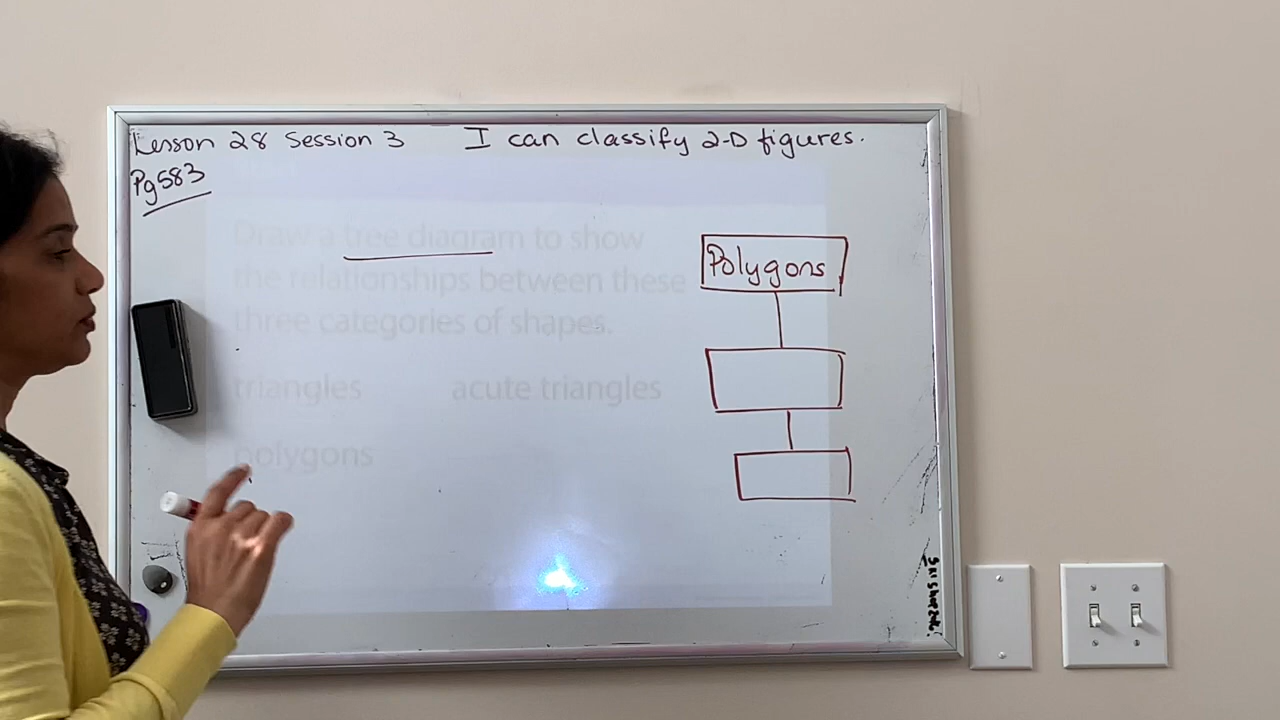 Lesson 28 Session 3 I can classify 2-D figures.
Pg583
Draw a tree diagram to show
the relationships between these
three categories of shapes.
triangles acute triangles
polygons
Polygons